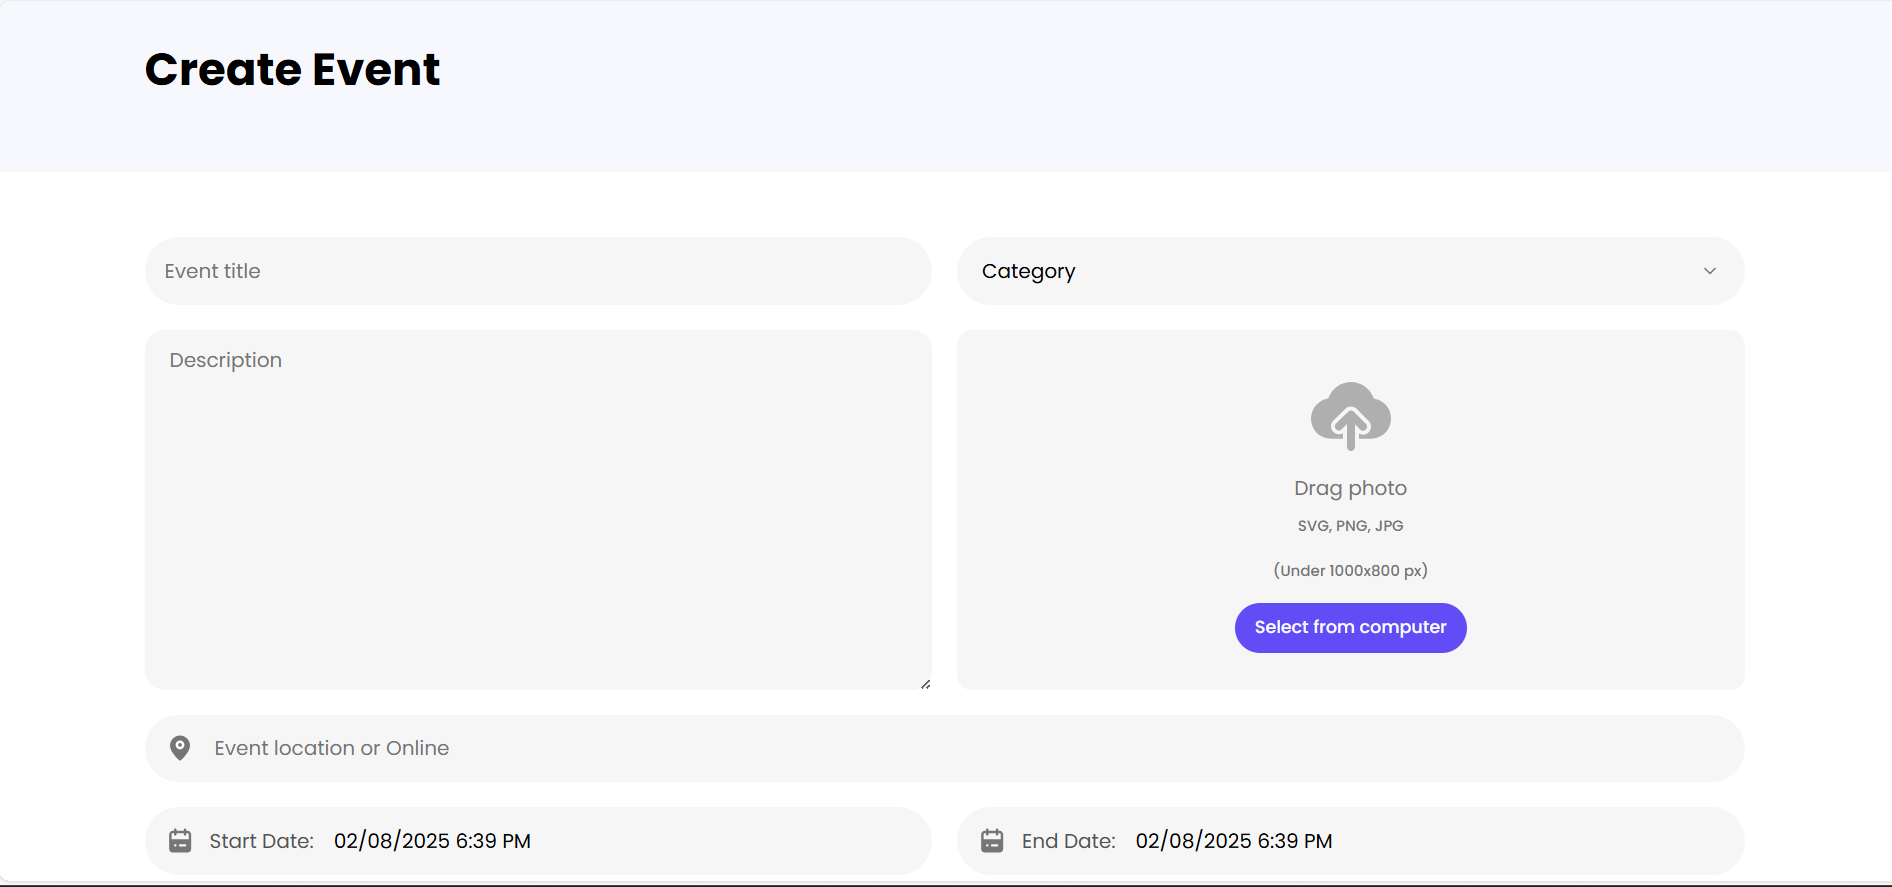 Create Event
Event title
Category
Description
Drag photo
SVG, PNG, JPG
(Under 1000x800 px)
Select from computer
Event location or Online
Start Date: 02/08/2025 6:39 PM
End Date: 02/08/2025 6:39 PM